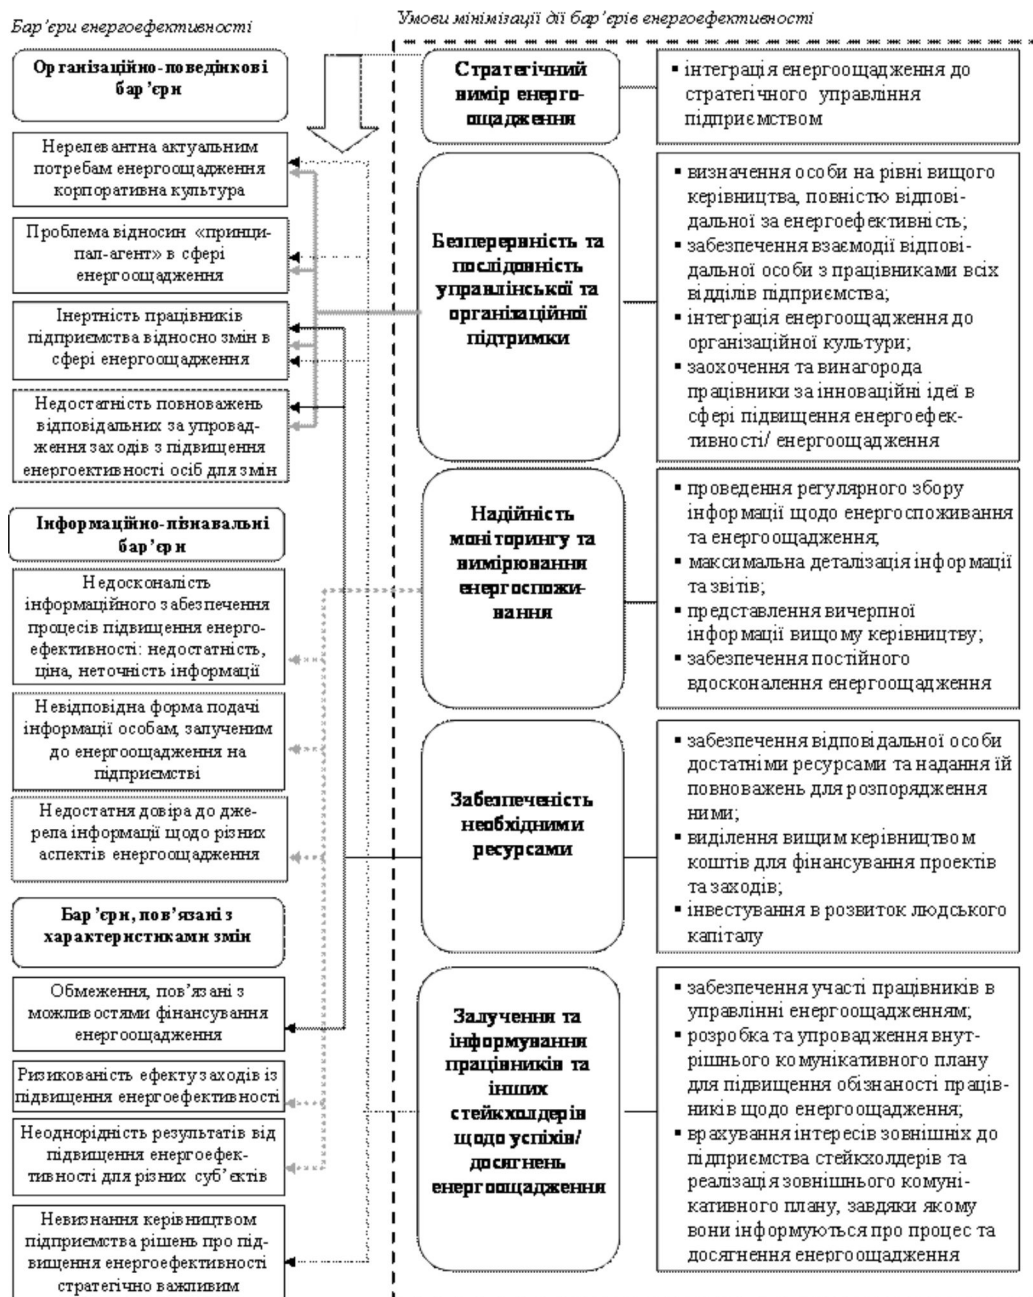 Бар’єри енергоефективності
Умови мінімізації дії бар’єрів енергоефективності
Організаційно-поведінкові
бар’єри
Нерелевантна актуальним
потребам енергоощадження
корпоративна культура
Проблема відносин «принци-
пал-агент» в сфері
енергоощадження
Інертність працівників
підприємства відносно змін в
сфері енергоощадження
Недостатність повноважень
відповідальних за упровад-
ження заходів з підвищення
енергоективності осіб для змін
Інформаційно-пізнавальні
бар’єри
Недосконалість
інформаційного забезпечення
процесів підвищення енерго-
ефективності: недостатність,
ціна, неточність інформації
Невідповідна форма подачі
інформації особам, залученим
до енергоощадження на
підприємстві
Недостатня довіра до дже-
рела інформації щодо різних
аспектів енергоощадження
Бар’єри, пов’язані з
характеристиками змін
Обмеження, пов’язані з
можливостями фінансування
енергоощадження
Ризикованість ефекту заходів із
підвищення енергоефективності
Неоднорідність результатів від
підвищення енергоефек-
тивності для різних суб’єктів
Невизнання керівництвом
підприємства рішень про під-
вищення енергоефективності
стратегічно важливим
Стратегічний
вимір енерго-
ощадження
▪ інтеграція енергоощадження до
стратегічного управління
підприємством
Безперервність та
послідовність
управлінської та
організаційної
підтримки
▪ визначення особи на рівні вищого
керівництва, повністю відпові-
дальної за енергоефективність;
▪ забезпечення взаємодії відпові-
дальної особи з працівниками всіх
відділів підприємства;
▪ інтеграція енергоощадження до
організаційної культури;
▪ заохочення та винагорода
працівники за інноваційні ідеї в
сфері підвищення енергоефек-
тивності/ енергоощадження
Надійність
моніторингу та
вимірювання
енергоспожи-
вання
▪ проведення регулярного збору
інформації щодо енергоспоживання
та енергоощадження;
▪ максимальна деталізація інформації
та звітів;
▪ представлення вичерпної
інформації вищому керівництву;
▪ забезпечення постійного
вдосконалення енергоощадження
Забезпеченість
необхідними
ресурсами
▪ забезпечення відповідальної особи
достатніми ресурсами та надання їй
повноважень для розпорядження
ними;
▪ виділення вищим керівництвом
коштів для фінансування проектів
та заходів;
▪ інвестування в розвиток людського
капіталу
Залучення та
інформування
працівників та
інших
стейкхолдерів
щодо успіхів/
досягнень
енергоощадження
▪ забезпечення участі працівників в
управлінні енергоощадженням;
▪ розробка та упровадження внут-
рішнього комунікативного плану
для підвищення обізнаності праців-
ників щодо енергоощадження;
▪ врахування інтересів зовнішніх до
підприємства стейкхолдерів та
реалізація зовнішнього комуні-
кативного плану, завдяки якому
вони інформуються про процес та
досягнення енергоощадження